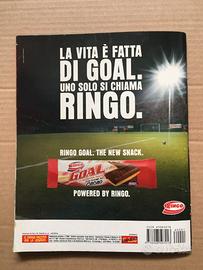 LA VITA È FATTA
DI GOAL.
UNO SOLO SI CHIAMA
RINGO.
RINGO GOAL: THE NEW SNACK.
GOAL
POWERED BY RINGO.
RINGO